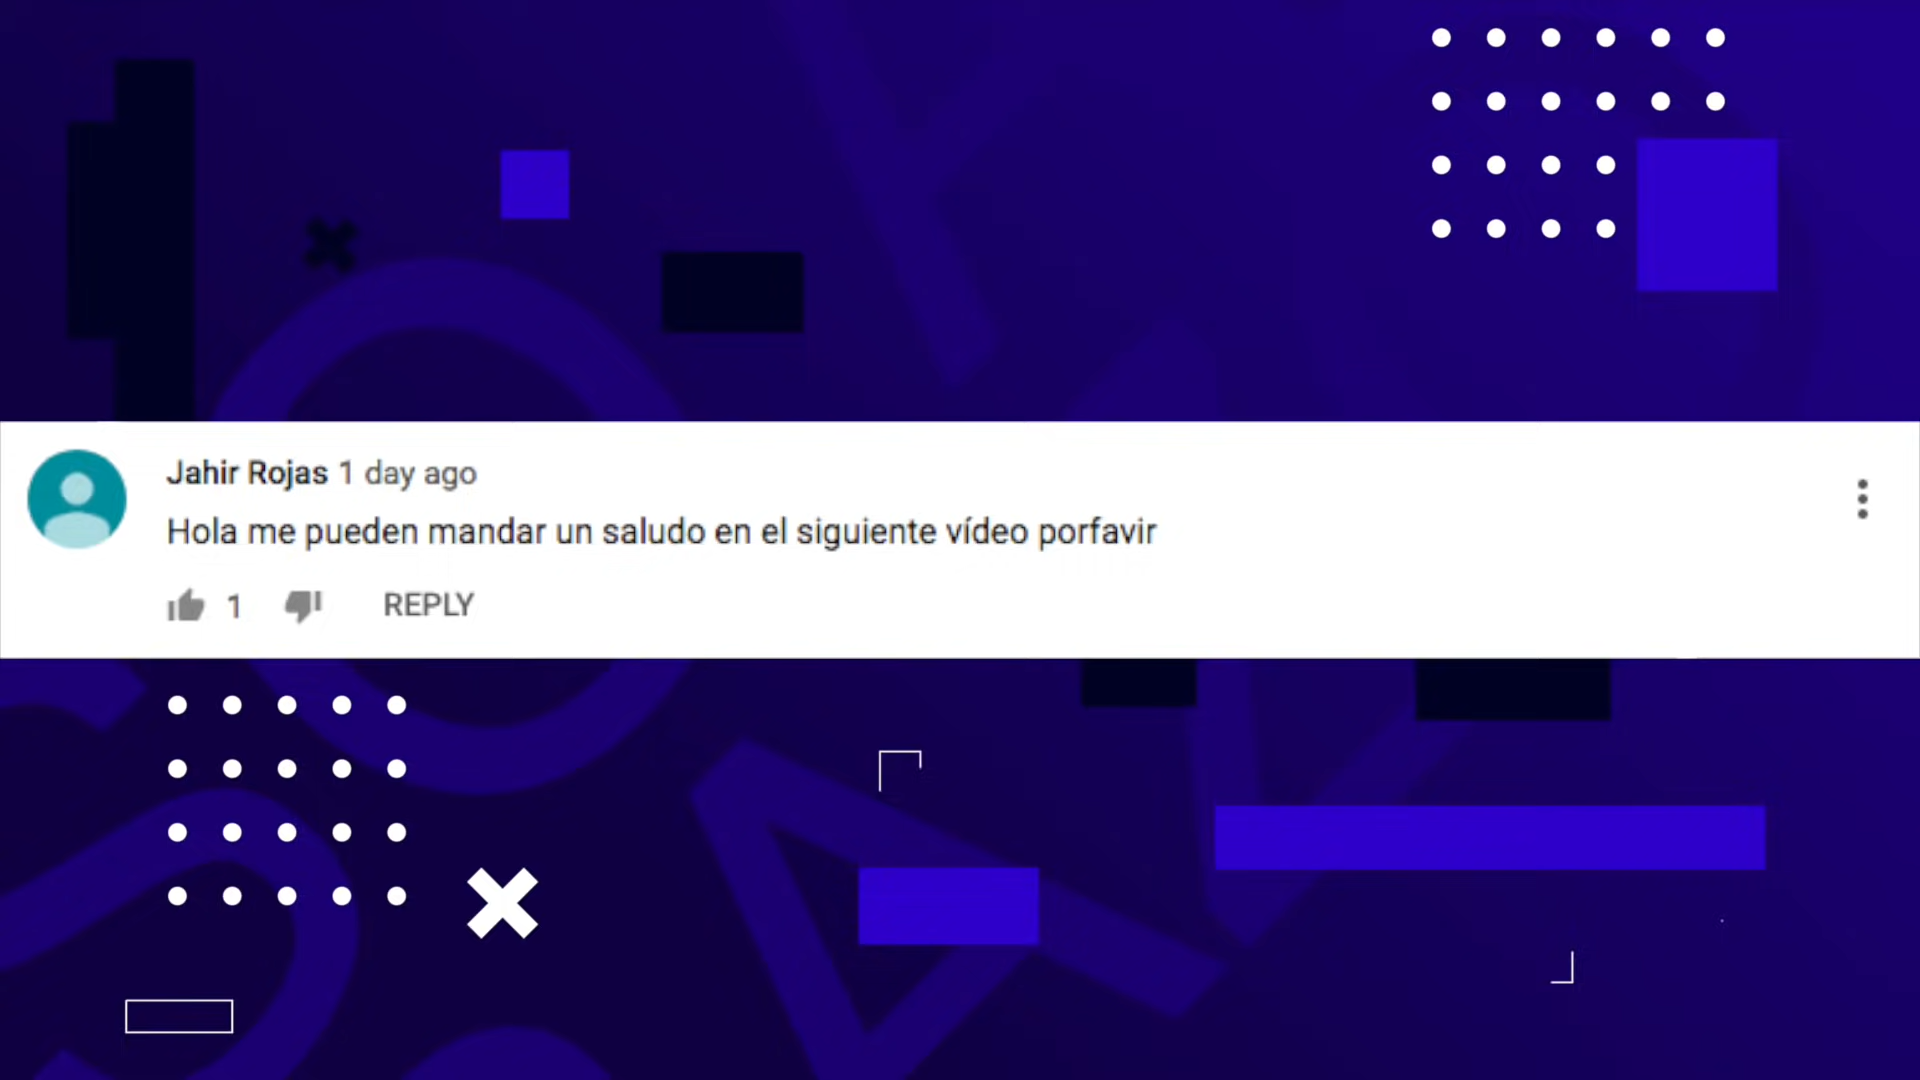 Jahir Rojas 1 day ago
Hola me pueden mandar un saludo en el siguiente vídeo porfavir
1 REPLY